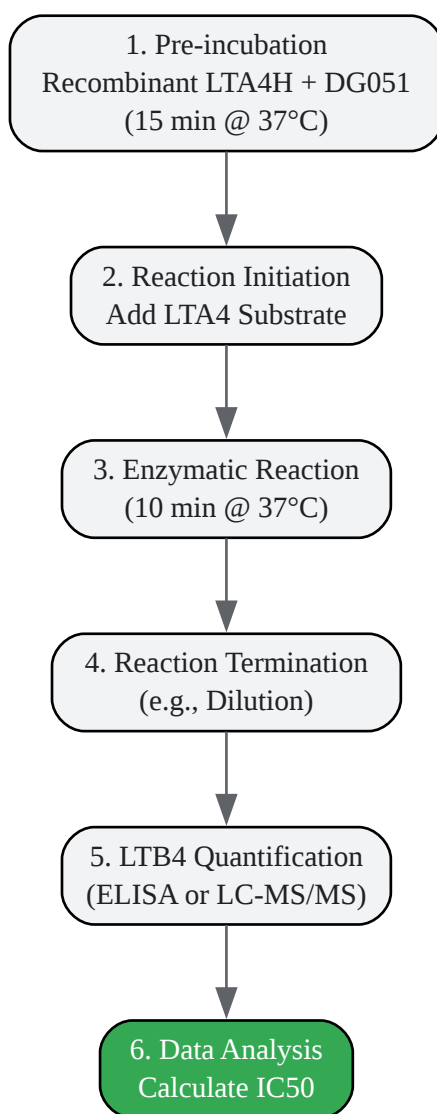 1. Pre-incubation
Recombinant LTA4H + DG051
(15 min @ 37°C)
2. Reaction Initiation
Add LTA4 Substrate
3. Enzymatic Reaction
(10 min @ 37°C)
4. Reaction Termination
(e.g., Dilution)
5. LTB4 Quantification
(ELISA or LC-MS/MS)
6. Data Analysis
Calculate IC50